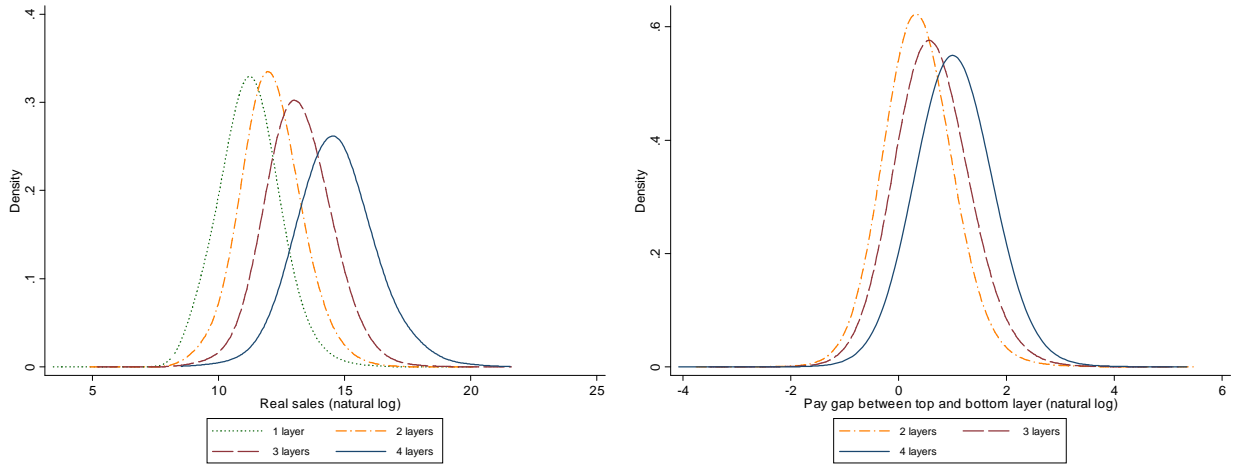 .4
.3
.2
.1
0
Density
5
10
15
20
25
Real sales (natural log)
1 layer
2 layers
3 layers
4 layers
.6
.4
.2
0
Density
-4
-2
0
2
4
6
Pay gap between top and bottom layer (natural log)
2 layers
3 layers
4 layers